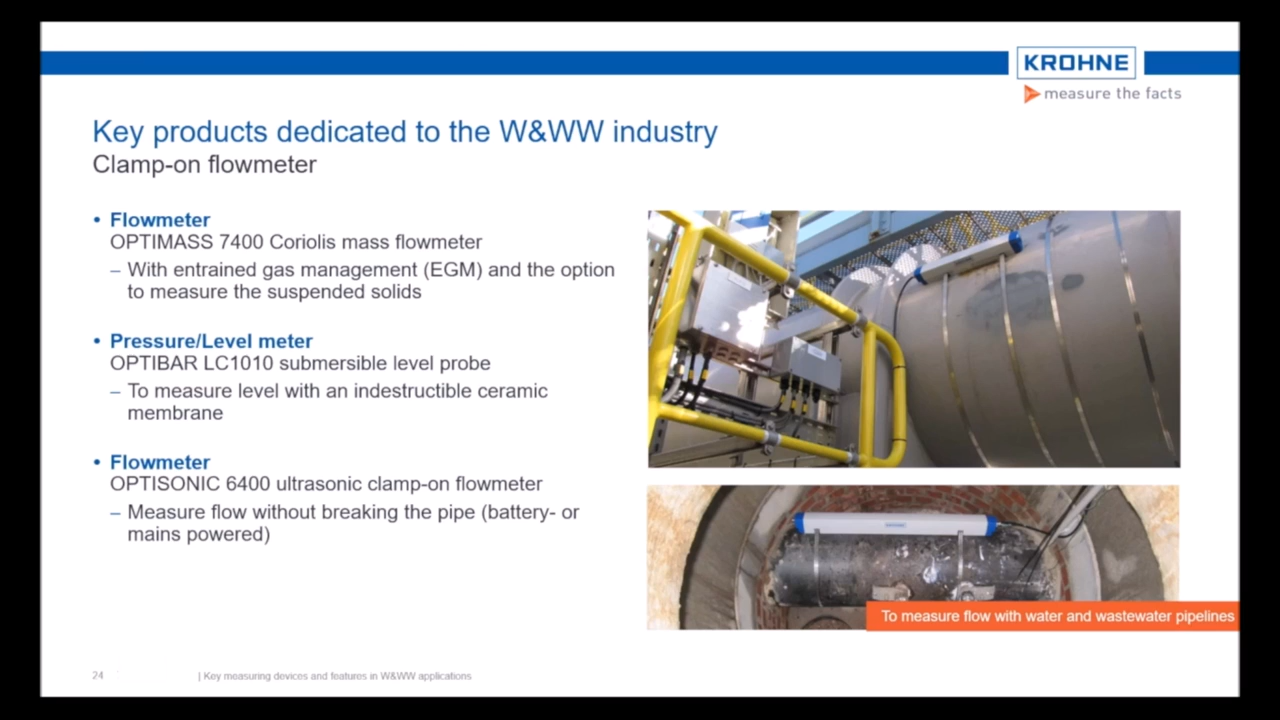 KROHNE
measure the facts
Key products dedicated to the W&WW industry
Clamp-on flowmeter
• Flowmeter
OPTIMASS 7400 Coriolis mass flowmeter
– With entrained gas management (EGM) and the option
to measure the suspended solids
• Pressure/Level meter
OPTIBAR LC1010 submersible level probe
– To measure level with an indestructible ceramic
membrane
• Flowmeter
OPTISONIC 6400 ultrasonic clamp-on flowmeter
– Measure flow without breaking the pipe (battery- or
mains powered)
To measure flow with water and wastewater pipelines
24 | Key measuring devices and features in W&WW applications